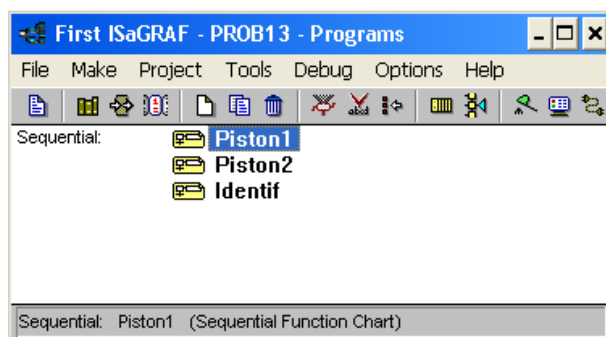 First ISaGRAF - PROB13 - Programs
File Make Project Tools Debug Options Help
Sequential: Piston1
Piston2
Identif
Sequential: Piston1 (Sequential Function Chart)